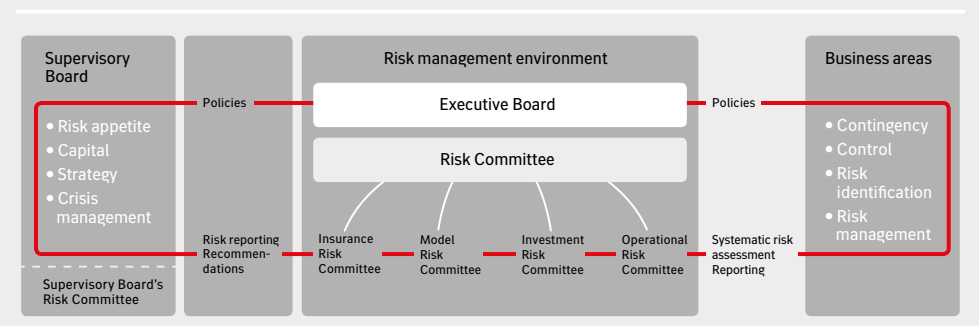 Supervisory
Board
• Risk appetite
• Capital
• Strategy
• Crisis
management
Supervisory Board's
Risk Committee
Policies
Risk reporting
Recommen-
dations
Risk management environment
Executive Board
Risk Committee
Insurance
Risk
Committee
Model
Risk
Committee
Investment
Risk
Committee
Operational
Risk
Committee
Policies
Systematic risk
assessment
Reporting
Business areas
• Contingency
• Control
• Risk
identification
• Risk
management